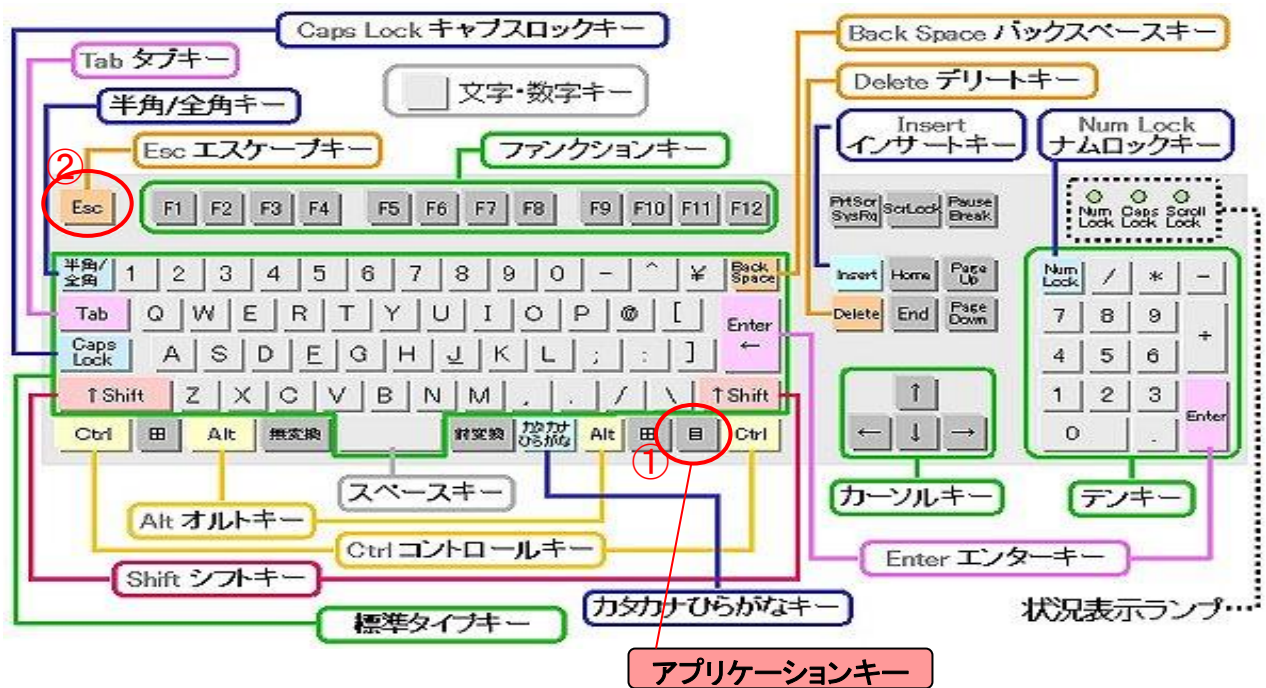 Caps Lock キャプスロックキー
Back Space バックスペースキー
Tab タブキー
文字・数字キー
Delete デリートキー
半角/全角キー
Insert
インサートキー
Num Lock
ナムロックキー
② Esc エスケープキー
ファンクションキー
Esc F1 F2 F3 F4 F5 F6 F7 F8 F9 F10 F11 F12
PrtScr
SysRq
ScrLock
Pause
Break
Num
Lock
Caps
Lock
Scroll
Lock
半角/
全角
1 2 3 4 5 6 7 8 9 0 - ^ ¥
Back
Space
Insert Home
Page
Up
Num
Lock
/ * -
Tab Q W E R T Y U I O P @ [
Enter
←
Delete End
Page
Down
7 8 9 +
Caps
Lock
A S D F G H J K L ; : ]
4 5 6
↑Shift Z X C V B N M , . / \ ↑Shift
↑
1 2 3
Enter
Ctrl 田 Alt 無変換
前変換
カタカナ
ひらがな
Alt 田 目 Ctrl
①
← ↓ →
0 .
スペースキー
カーソルキー
テンキー
Alt オルトキー
Ctrl コントロールキー
Enter エンターキー
Shift シフトキー
カタカナひらがなキー
状況表示ランプ
標準タイプキー
アプリケーションキー